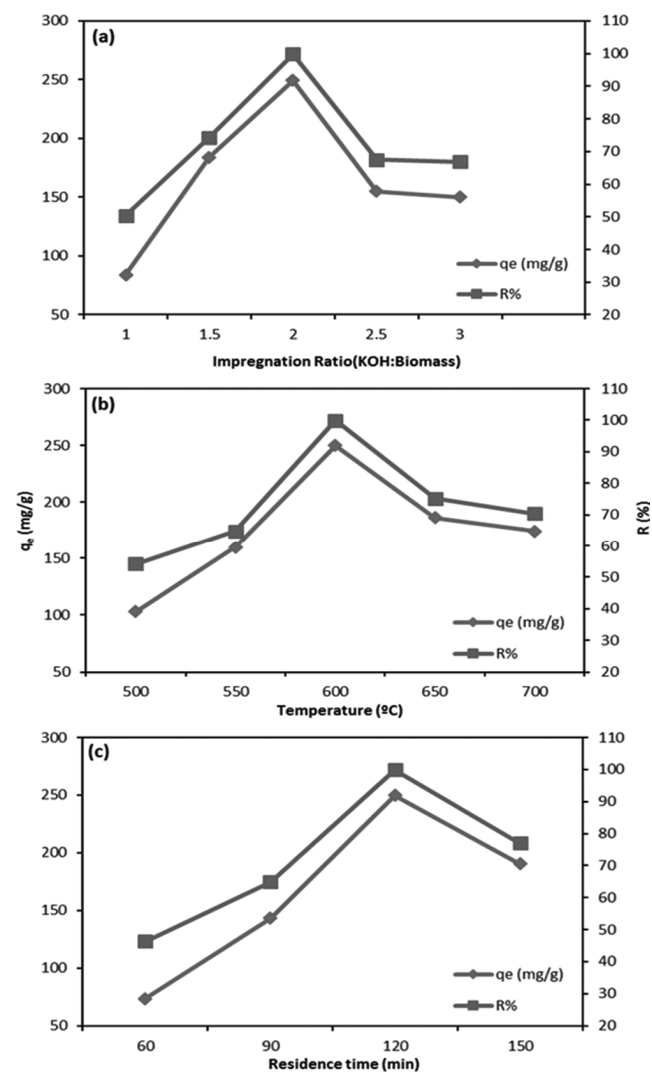 (a)
300
250
200
150
100
50
110
100
90
80
70
60
50
40
30
20
qe (mg/g)
R%
1 1.5 2 2.5 3
Impregnation Ratio(KOH:Biomass)
(b)
300
250
200
150
100
50
qₑ (mg/g)
110
100
90
80
70
60
50
40
30
20
R (%)
qe (mg/g)
R%
500 550 600 650 700
Temperature (ºC)
(c)
300
250
200
150
100
50
110
100
90
80
70
60
50
40
30
20
qe (mg/g)
R%
60 90 120 150
Residence time (min)